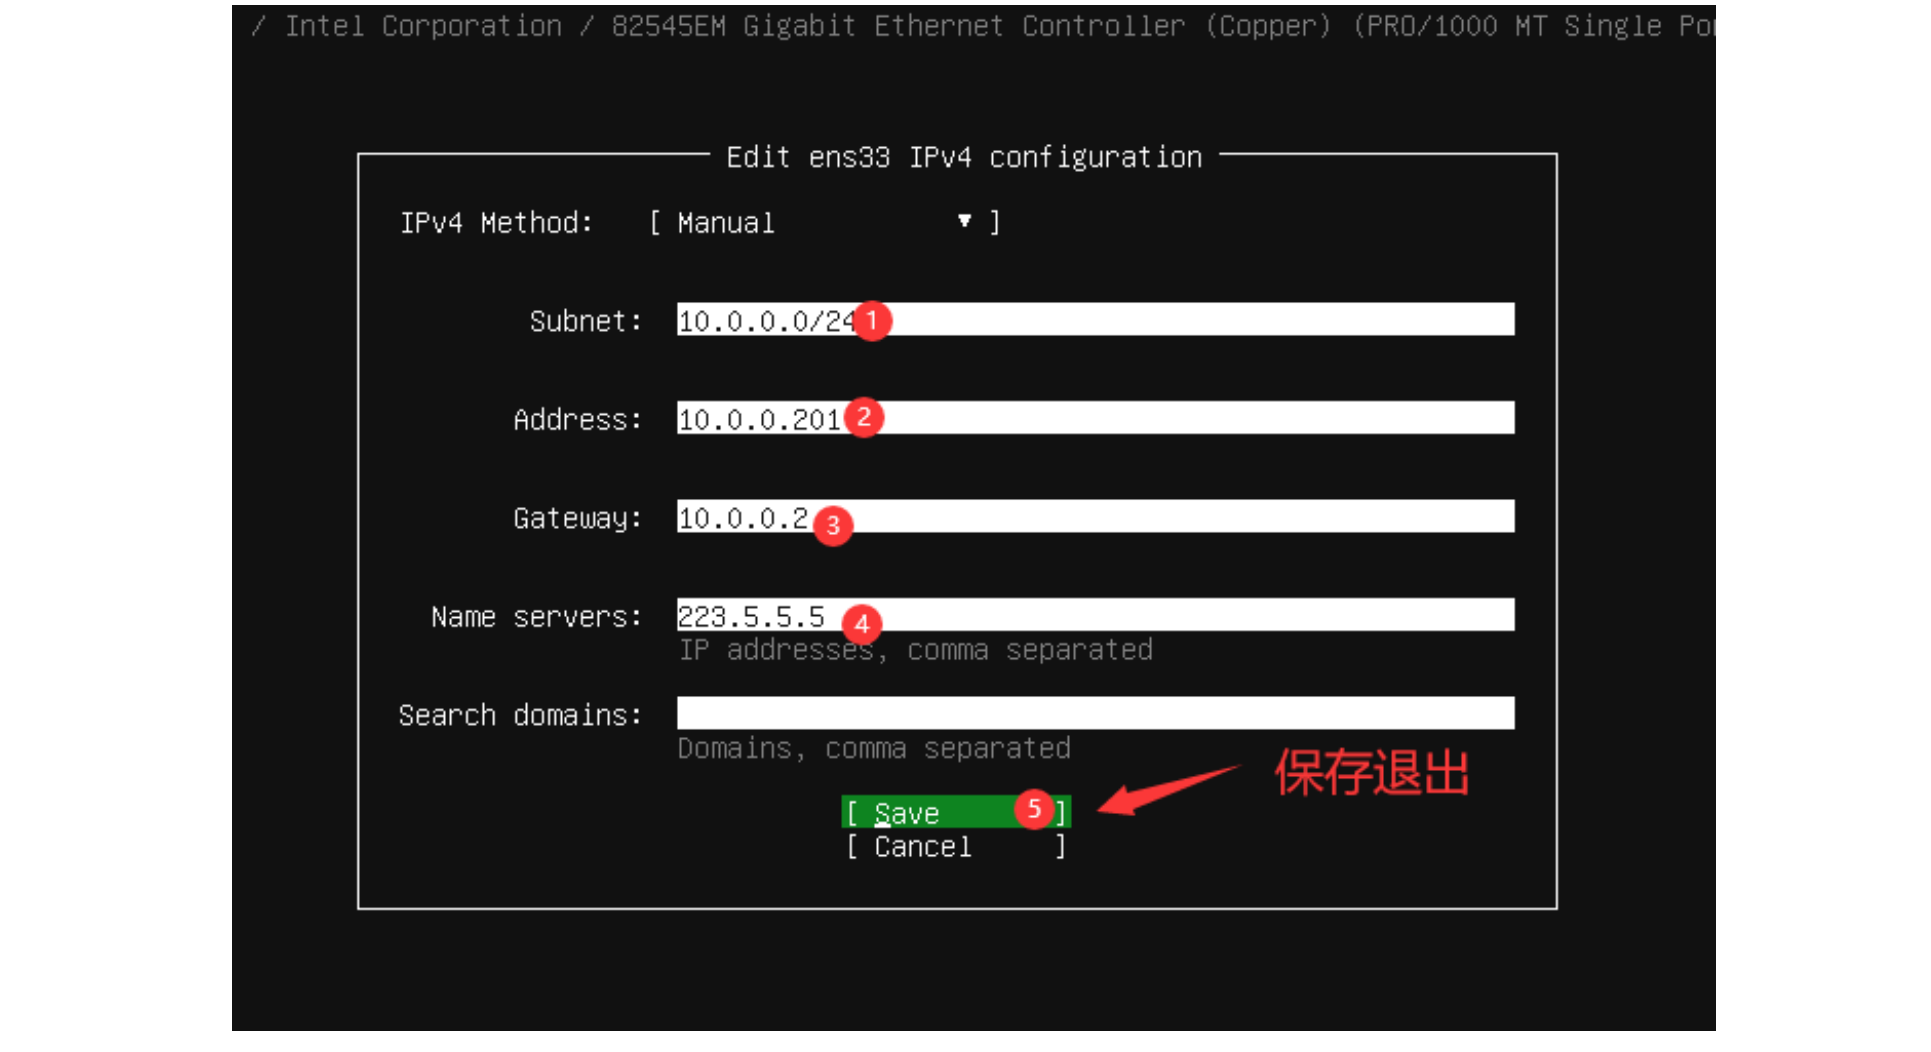 / Intel Corporation / 82545EM Gigabit Ethernet Controller (Copper) (PRO/1000 MT Single
Edit ens33 IPv4 configuration
IPv4 Method: [ Manual ▼ ]
Subnet: 10.0.0.0/24 1
Address: 10.0.0.201 2
Gateway: 10.0.0.2 3
Name servers: 223.5.5.5 4
IP addresses, comma separated
Search domains:
Domains, comma separated
保存退出
[ Save 5 ]
[ Cancel ]